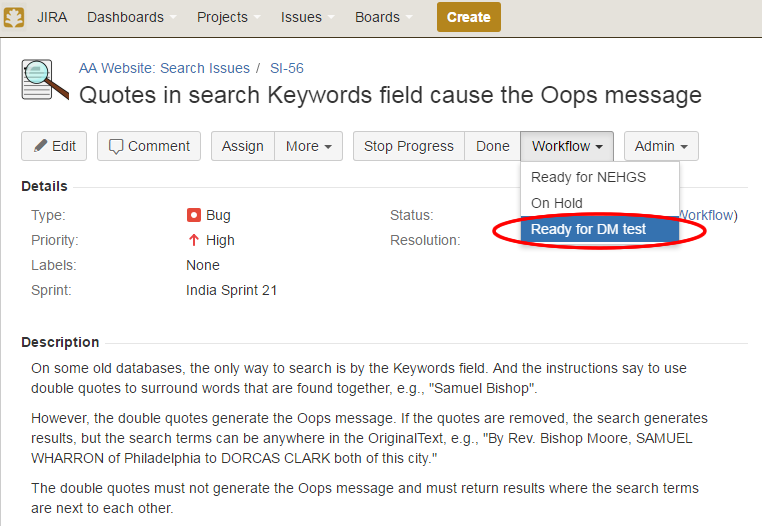 JIRA Dashboards Projects Issues Boards Create
AA Website: Search Issues / SI-56
Quotes in search Keywords field cause the Oops message
Edit Comment Assign More Stop Progress Done Workflow Admin
Ready for NEHGS
On Hold
Ready for DM test
Details
Type: Bug Status: Workflow)
Priority: High Resolution:
Labels: None
Sprint: India Sprint 21
Description
On some old databases, the only way to search is by the Keywords field. And the instructions say to use
double quotes to surround words that are found together, e.g., "Samuel Bishop".
However, the double quotes generate the Oops message. If the quotes are removed, the search generates
results, but the search terms can be anywhere in the OriginalText, e.g., "By Rev. Bishop Moore, SAMUEL
WHARRON of Philadelphia to DORCAS CLARK both of this city."
The double quotes must not generate the Oops message and must return results where the search terms
are next to each other.